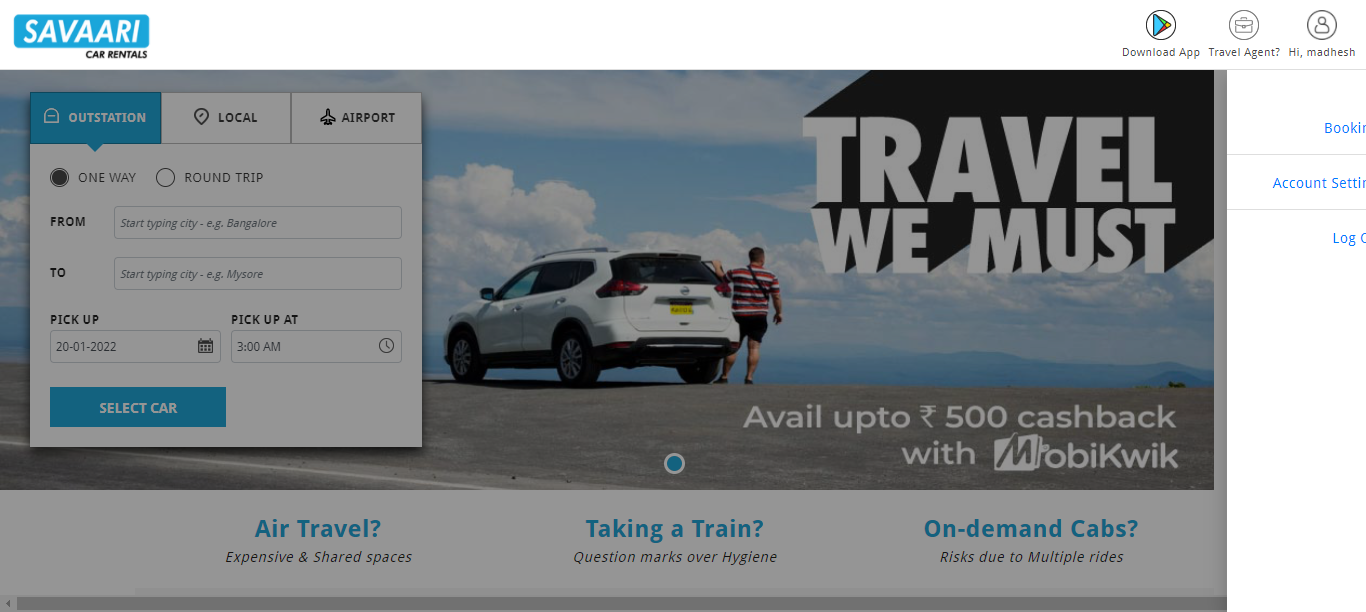 SAVAARI
CAR RENTALS
Download App
Travel Agent?
Hi, madhesh
OUTSTATION
LOCAL
AIRPORT
ONE WAY
ROUND TRIP
FROM
Start typing city - e.g. Bangalore
TO
Start typing city - e.g. Mysore
PICK UP
PICK UP AT
20-01-2022
3:00 AM
SELECT CAR
TRAVEL
WE MUST
Avail upto ₹ 500 cashback
with MobiKwik
Bookin
Account Settin
Log O
Air Travel?
Expensive & Shared spaces
Taking a Train?
Question marks over Hygiene
On-demand Cabs?
Risks due to Multiple rides